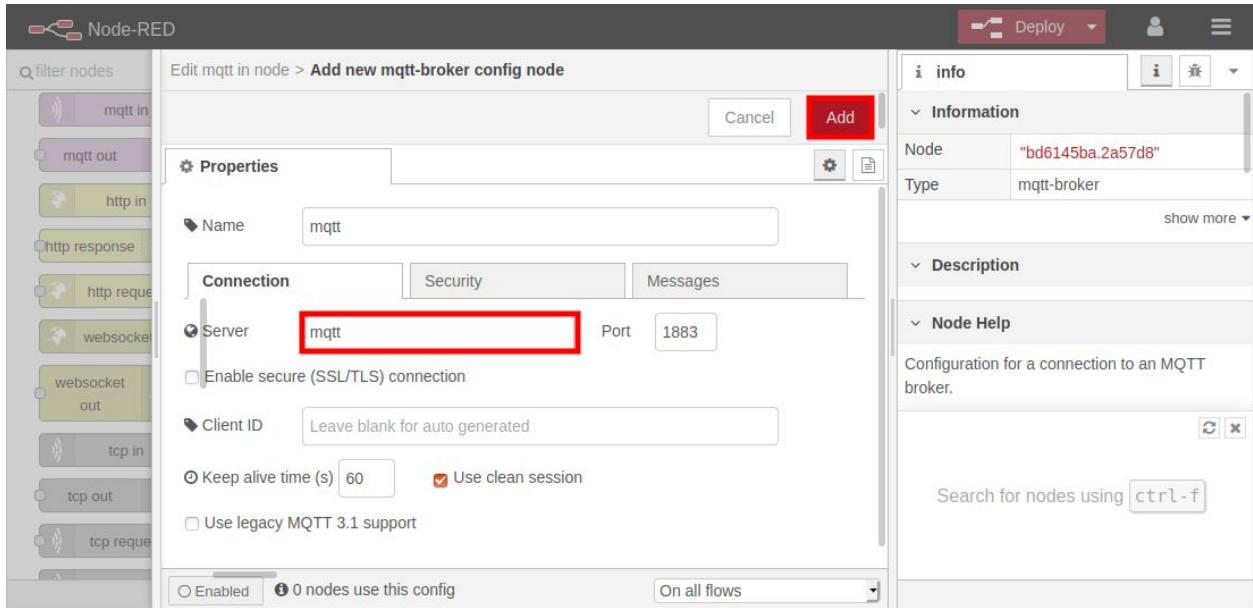 Node-RED
Deploy
filter nodes
mqtt in
mqtt out
http in
http response
http reque
websocket
websocket
out
tcp in
tcp out
tcp reque
Edit mqtt in node > Add new mqtt-broker config node
Cancel
Add
Properties
Name
mqtt
Connection
Security
Messages
Server
mqtt
Port
1883
Enable secure (SSL/TLS) connection
Client ID
Leave blank for auto generated
Keep alive time (s)
60
Use clean session
Use legacy MQTT 3.1 support
Enabled
0 nodes use this config
On all flows
i info
i
Information
Node
"bd6145ba.2a57d8"
Type
mqtt-broker
show more
Description
Node Help
Configuration for a connection to an MQTT
broker.
Search for nodes using ctrl-f